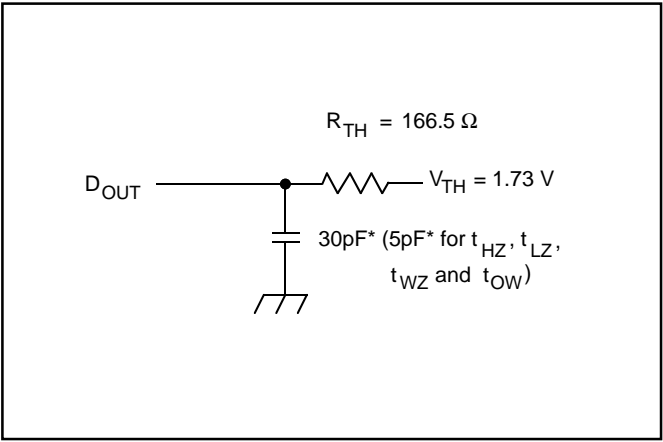 R_TH = 166.5 Ω
D_OUT
V_TH = 1.73 V
30pF* (5pF* for t_HZ, t_LZ,
t_WZ and t_OW)